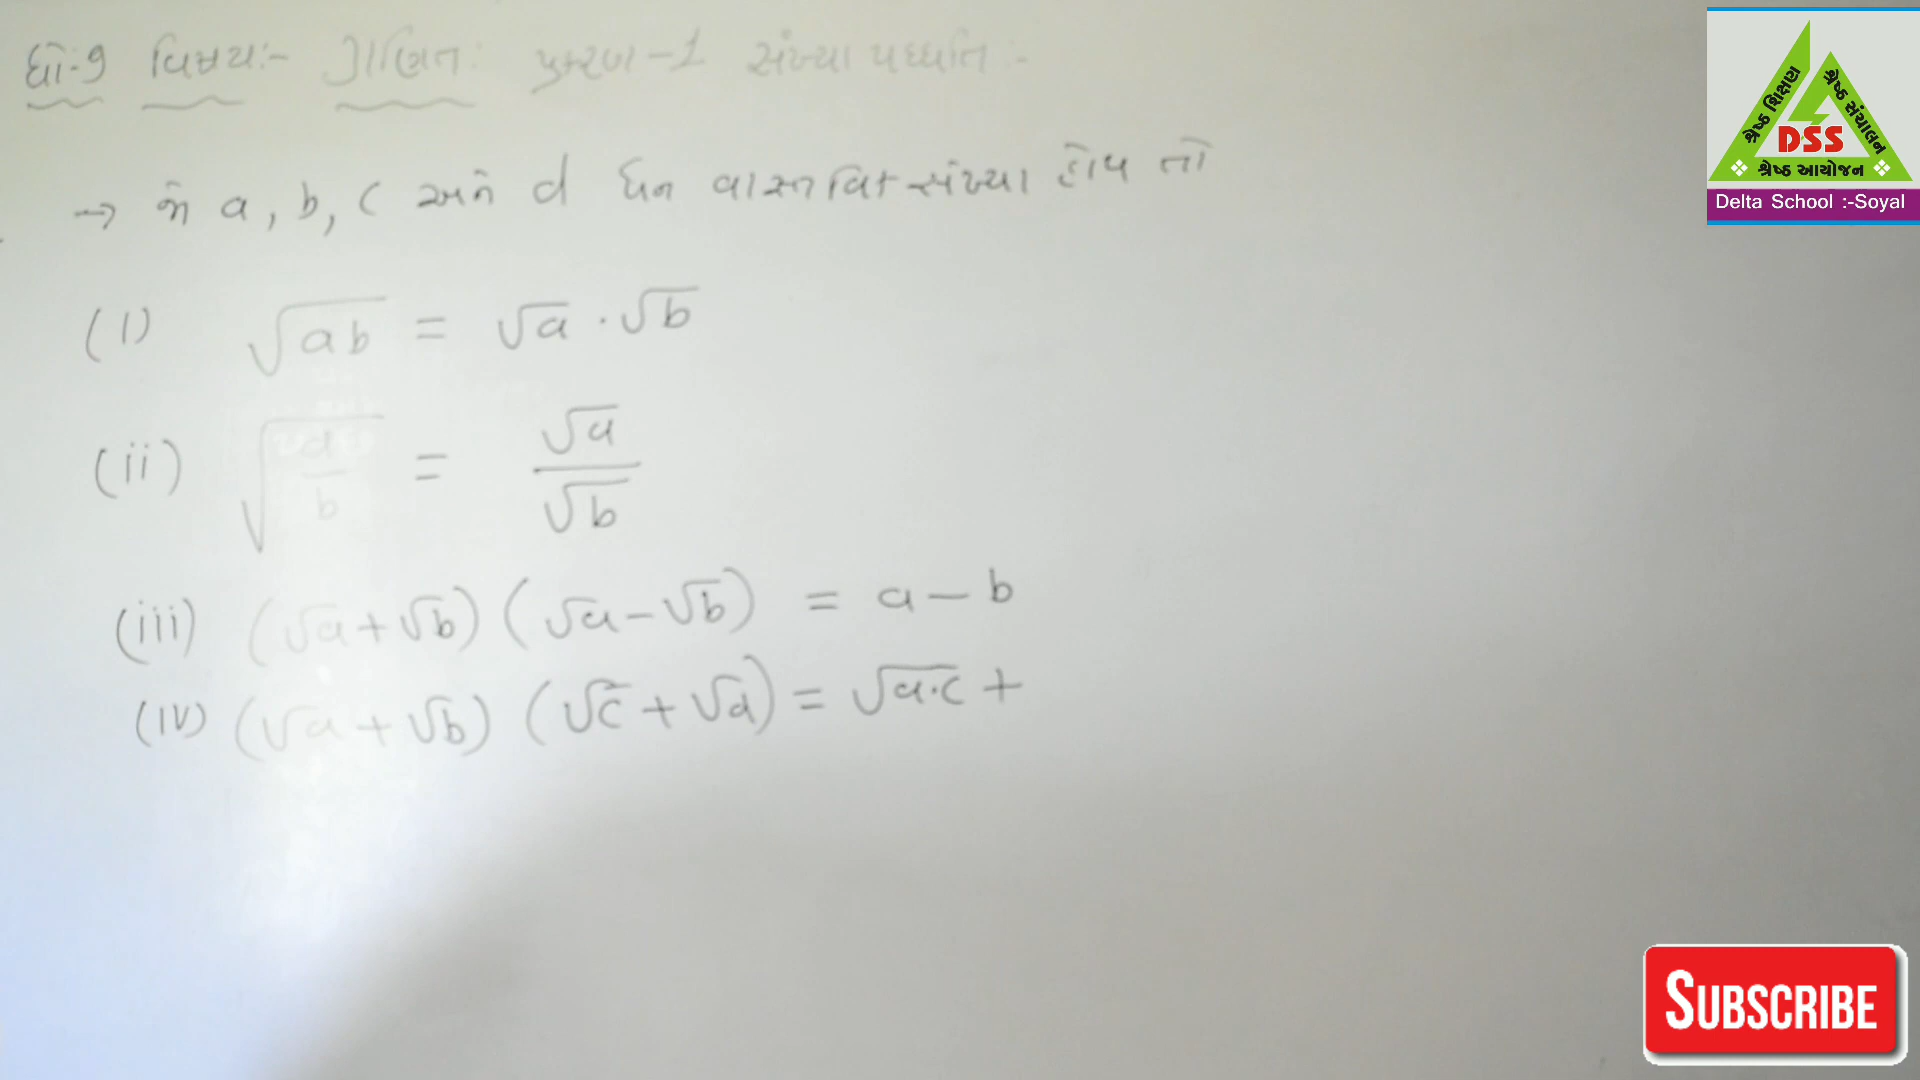 ધો-9 વિષય:- ગણિત: પ્રકરણ-1 સંખ્યા પધ્ધતિ:-
→ જો a, b, c અને d ધન વાસ્તવિક સંખ્યા હોય તો
(i) √ab = √a · √b
(ii) √(a/b) = √a/√b
(iii) (√a+√b) (√a-√b) = a-b
(iv) (√a+√b) (√c+√d) = √a·c +
શ્રેષ્ઠ શિક્ષણ
શ્રેષ્ઠ સંચાલન
DSS
❖ શ્રેષ્ઠ આયોજન ❖
Delta School :-Soyal
SUBSCRIBE